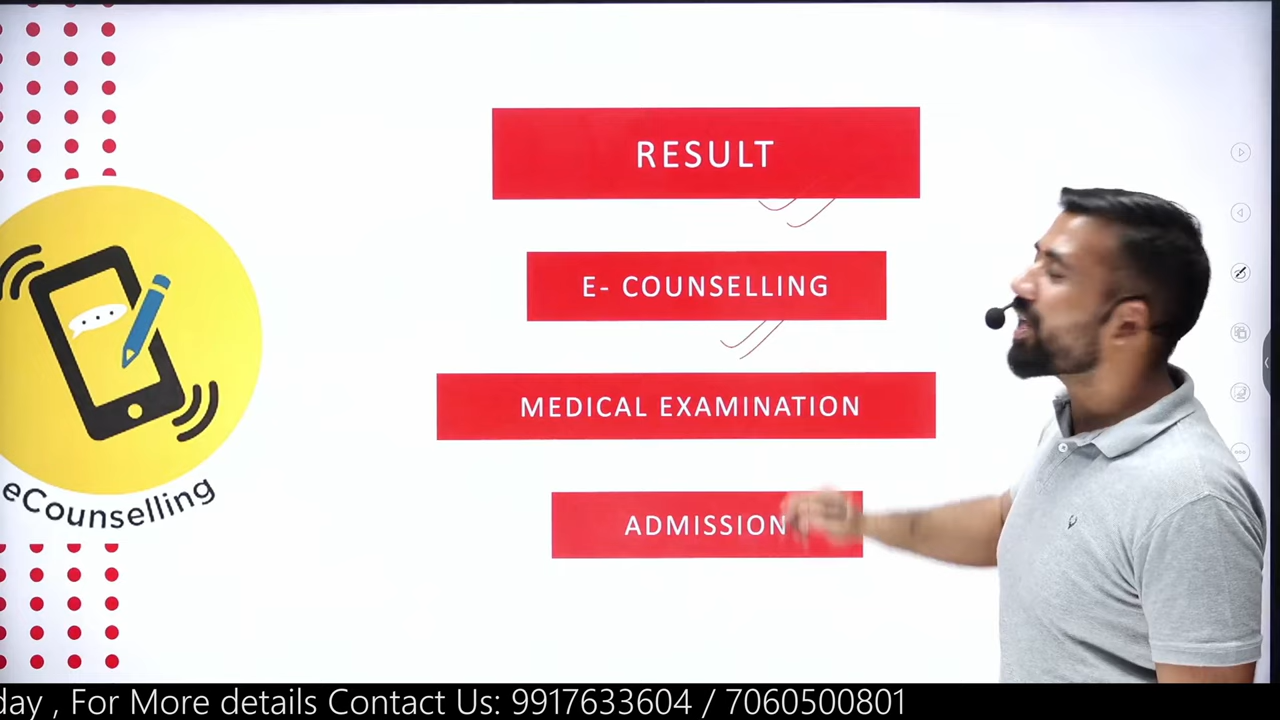 RESULT
E- COUNSELLING
MEDICAL EXAMINATION
ADMISSION
eCounselling
day , For More details Contact Us: 9917633604 / 7060500801